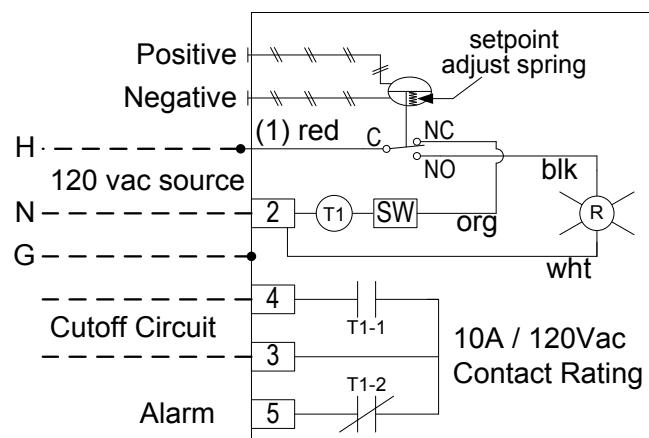 Positive
setpoint
adjust spring
Negative
(1) red
C
NC
H
NO
blk
120 vac source
N
2
T1
SW
org
R
G
wht
4
T1-1
Cutoff Circuit
10A / 120Vac
Contact Rating
3
T1-2
Alarm
5